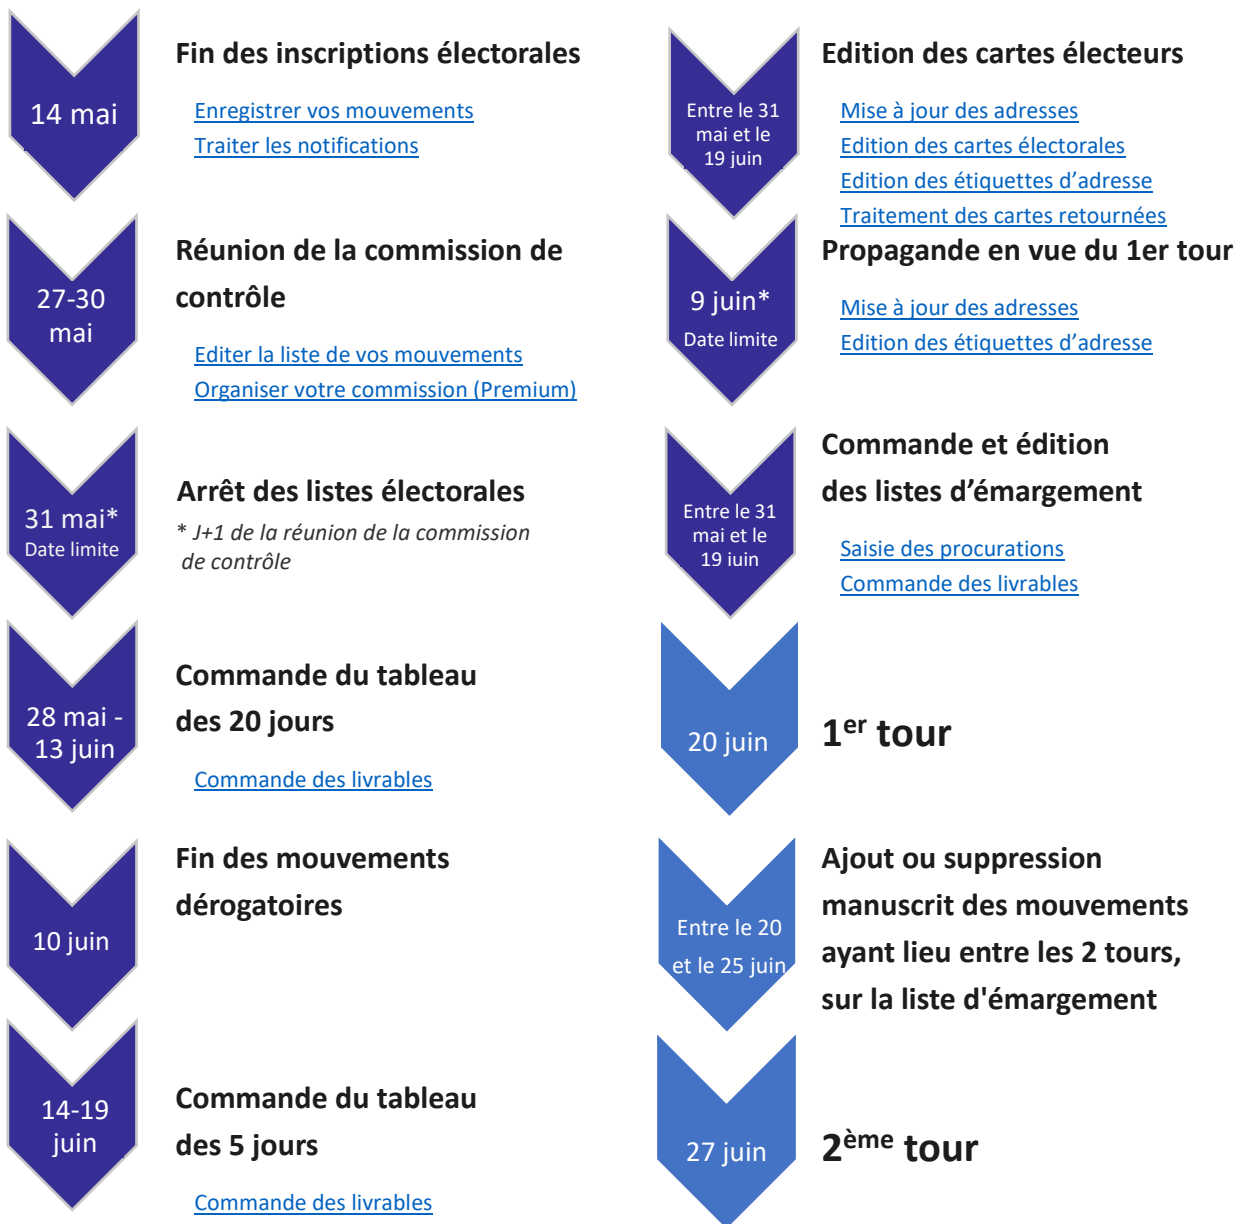 14 mai
Fin des inscriptions électorales
Enregistrer vos mouvements
Traiter les notifications
27-30
mai
Réunion de la commission de
contrôle
Editer la liste de vos mouvements
Organiser votre commission (Premium)
31 mai*
Date limite
Arrêt des listes électorales
* J+1 de la réunion de la commission
de contrôle
28 mai -
13 juin
Commande du tableau
des 20 jours
Commande des livrables
10 juin
Fin des mouvements
dérogatoires
14-19
juin
Commande du tableau
des 5 jours
Commande des livrables
Entre le 31
mai et le
19 juin
Edition des cartes électeurs
Mise à jour des adresses
Edition des cartes électorales
Edition des étiquettes d’adresse
Traitement des cartes retournées
9 juin*
Date limite
Propagande en vue du 1er tour
Mise à jour des adresses
Edition des étiquettes d’adresse
Entre le 31
mai et le
19 juin
Commande et édition
des listes d’émargement
Saisie des procurations
Commande des livrables
20 juin
1er tour
Entre le 20
et le 25 juin
Ajout ou suppression
manuscrit des mouvements
ayant lieu entre les 2 tours,
sur la liste d'émargement
27 juin
2ème tour